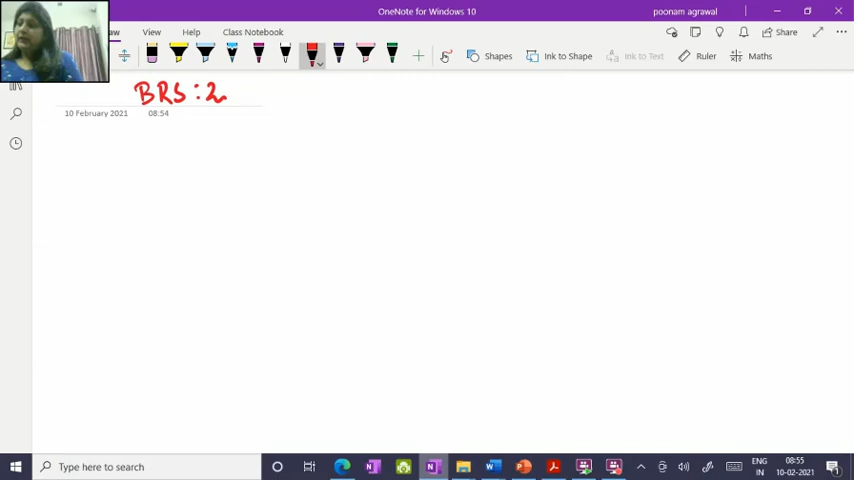 OneNote for Windows 10
poonam agrawal
View
Help
Class Notebook
Share
Shapes
Ink to Shape
Ink to Text
Ruler
Maths
BRS : 2
10 February 2021 08:54
Type here to search
ENG
IN
08:55
10-02-2021